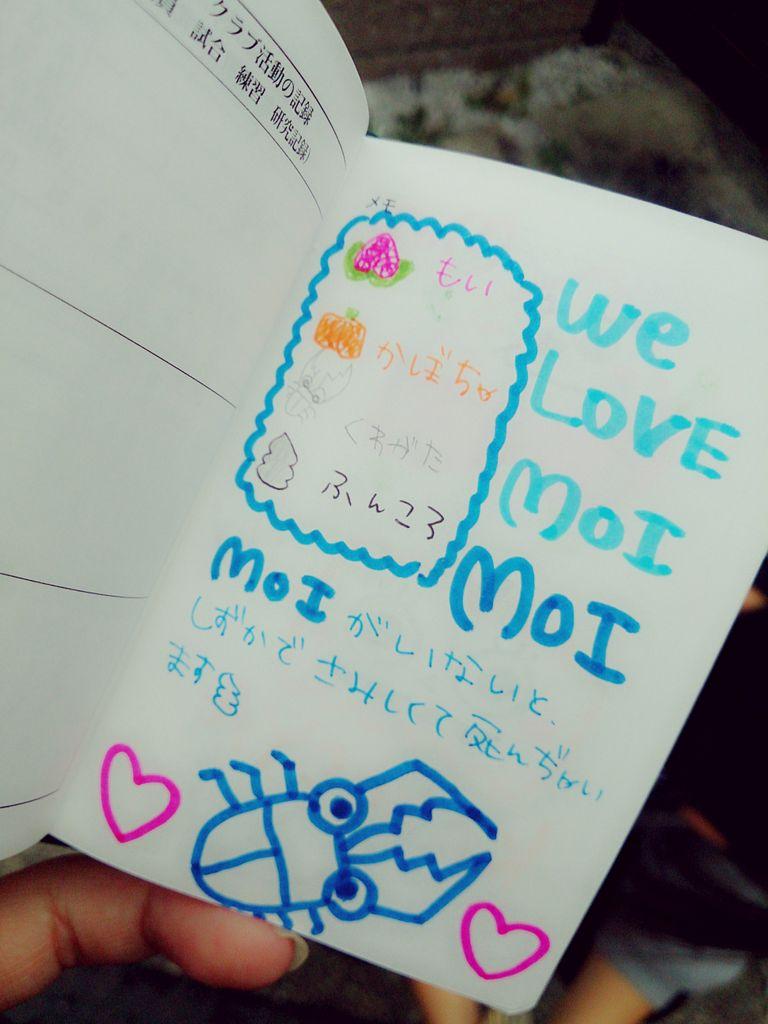 クラブ活動の記録
試合 練習 研究記録)
メモ
もい
かぼちゃ
くわがた
ふんころ
we
LOVE
MOI
MOI
MOIがいないと、
しずかでさみしくて死んぢゃい
ます